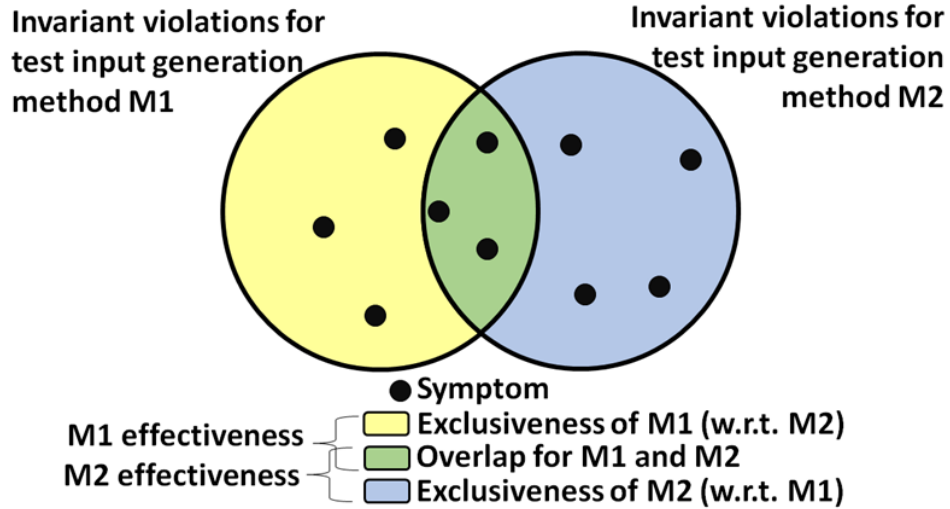 Invariant violations for
test input generation
method M1
Invariant violations for
test input generation
method M2
Symptom
Exclusiveness of M1 (w.r.t. M2)
M1 effectiveness
Overlap for M1 and M2
M2 effectiveness
Exclusiveness of M2 (w.r.t. M1)